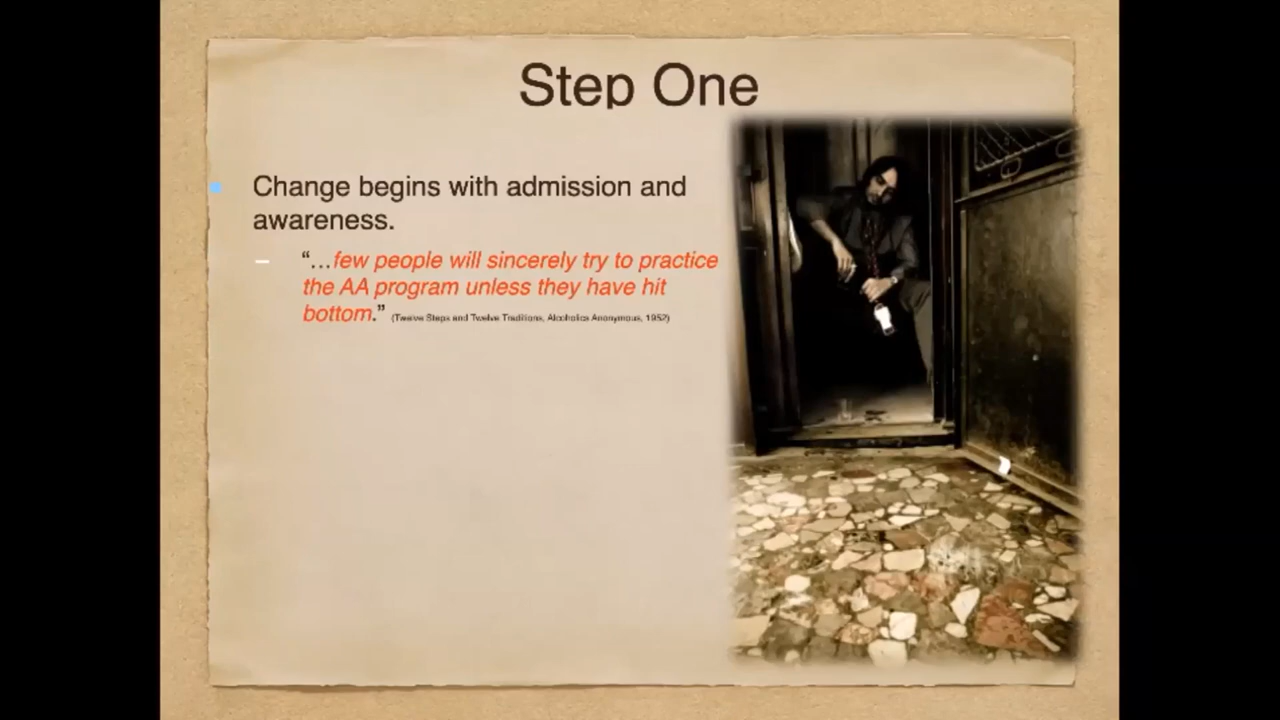 Step One
Change begins with admission and
awareness.
“…few people will sincerely try to practice
the AA program unless they have hit
bottom.” (Twelve Steps and Twelve Traditions, Alcoholics Anonymous, 1952)